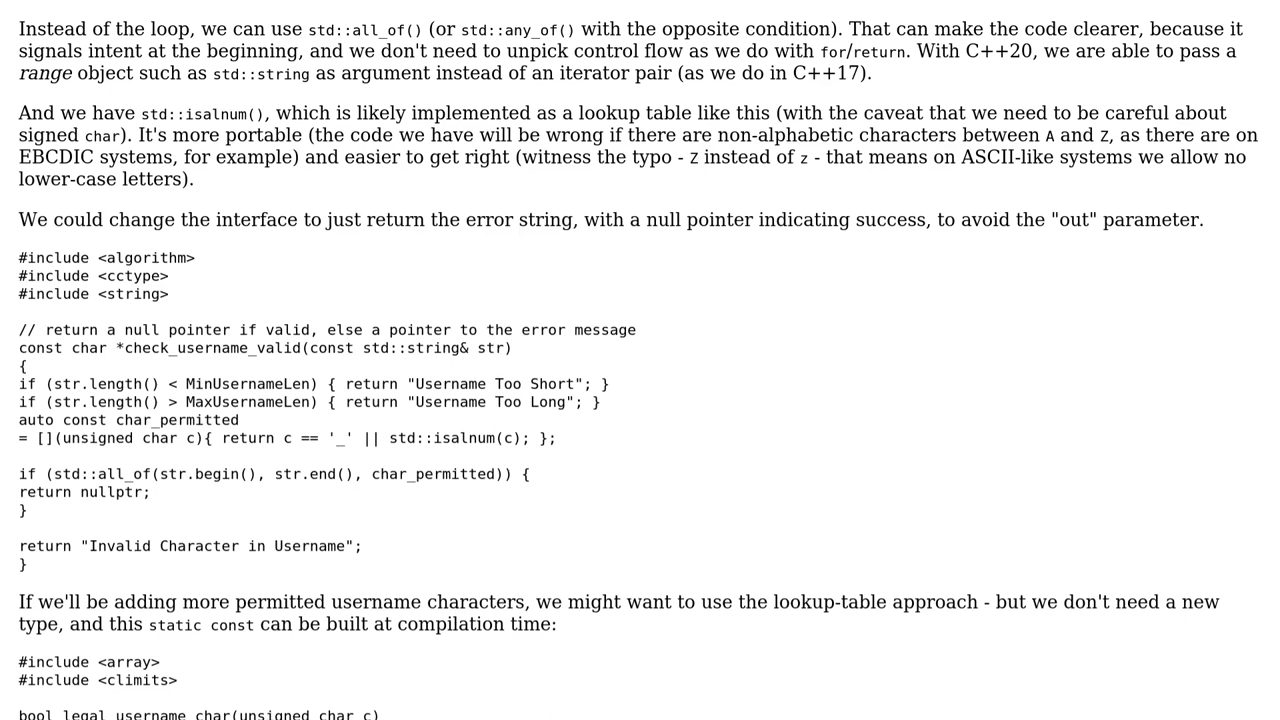 Instead of the loop, we can use std::all_of() (or std::any_of() with the opposite condition). That can make the code clearer, because it
signals intent at the beginning, and we don't need to unpick control flow as we do with for/return. With C++20, we are able to pass a
range object such as std::string as argument instead of an iterator pair (as we do in C++17).
And we have std::isalnum(), which is likely implemented as a lookup table like this (with the caveat that we need to be careful about
signed char). It's more portable (the code we have will be wrong if there are non-alphabetic characters between A and Z, as there are on
EBCDIC systems, for example) and easier to get right (witness the typo - Z instead of z - that means on ASCII-like systems we allow no
lower-case letters).
We could change the interface to just return the error string, with a null pointer indicating success, to avoid the "out" parameter.
#include <algorithm>
#include <cctype>
#include <string>
// return a null pointer if valid, else a pointer to the error message
const char *check_username_valid(const std::string& str)
{
if (str.length() < MinUsernameLen) { return "Username Too Short"; }
if (str.length() > MaxUsernameLen) { return "Username Too Long"; }
auto const char_permitted
= [](unsigned char c){ return c == '_' || std::isalnum(c); };
if (std::all_of(str.begin(), str.end(), char_permitted)) {
return nullptr;
}
return "Invalid Character in Username";
}
If we'll be adding more permitted username characters, we might want to use the lookup-table approach - but we don't need a new
type, and this static const can be built at compilation time:
#include <array>
#include <climits>
bool legal_username_char(unsigned char c)